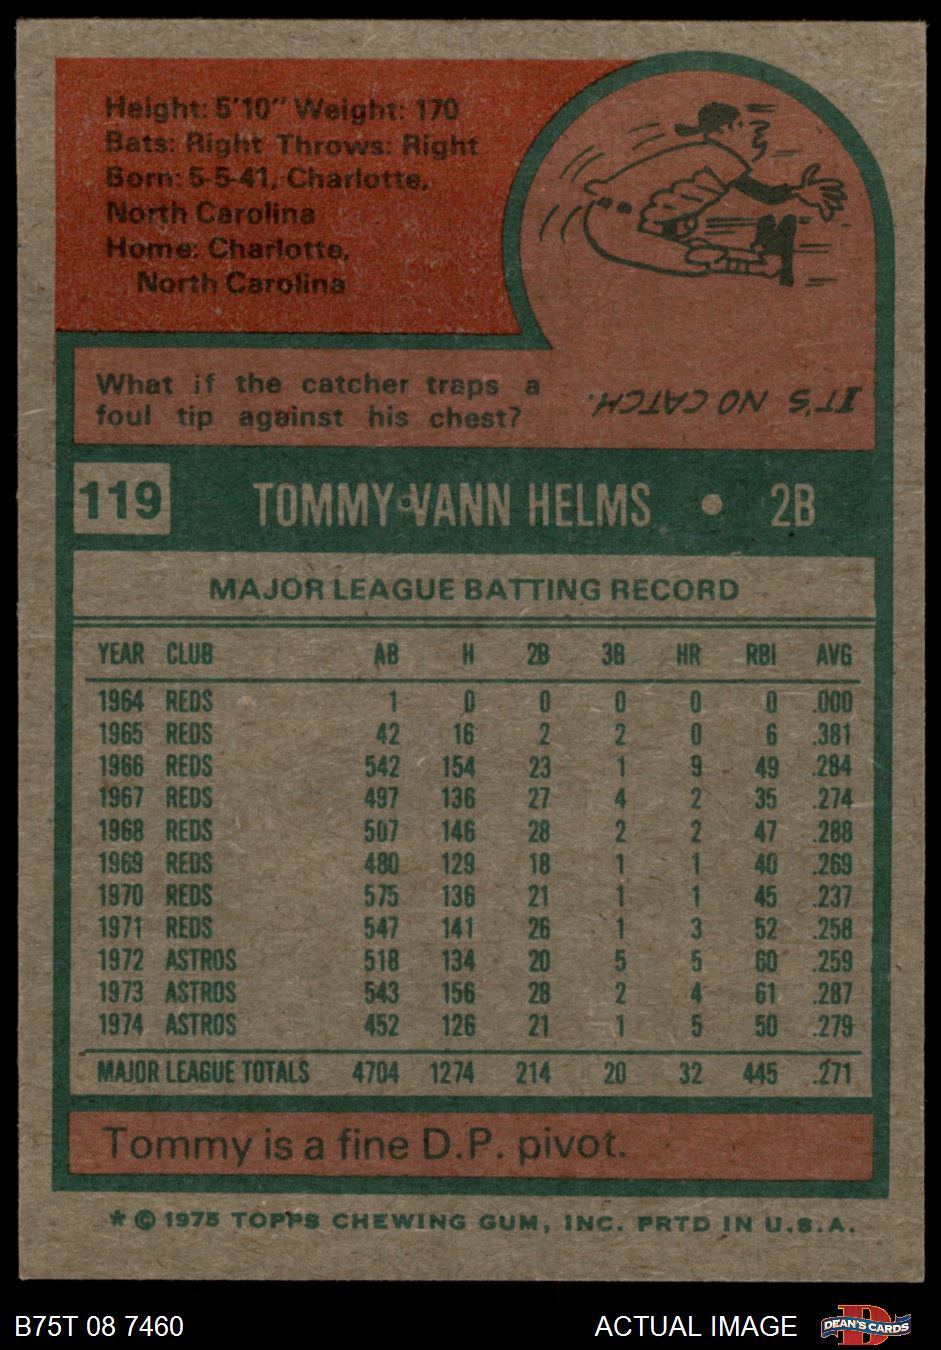 Height: 5'10" Weight: 170
Bats: Right Throws: Right
Born: 5-5-41, Charlotte,
North Carolina
Home: Charlotte,
North Carolina
What if the catcher traps a
foul tip against his chest?
IT'S NO CATCH.
119 TOMMY VANN HELMS • 2B
MAJOR LEAGUE BATTING RECORD
YEAR CLUB AB H 2B 3B HR RBI AVG
1964 REDS 1 0 0 0 0 0 .000
1965 REDS 42 16 2 2 0 6 .381
1966 REDS 542 154 23 1 9 49 .284
1967 REDS 497 136 27 4 2 35 .274
1968 REDS 507 146 28 2 2 47 .288
1969 REDS 480 129 18 1 1 40 .269
1970 REDS 575 136 21 1 1 45 .237
1971 REDS 547 141 26 1 3 52 .258
1972 ASTROS 518 134 20 5 5 60 .259
1973 ASTROS 543 156 28 2 4 61 .287
1974 ASTROS 452 126 21 1 5 50 .279
MAJOR LEAGUE TOTALS 4704 1274 214 20 32 445 .271
Tommy is a fine D.P. pivot.
* © 1975 TOPPS CHEWING GUM, INC. PRTD IN U.S.A.
B75T 08 7460 ACTUAL IMAGE DEAN'S CARDS